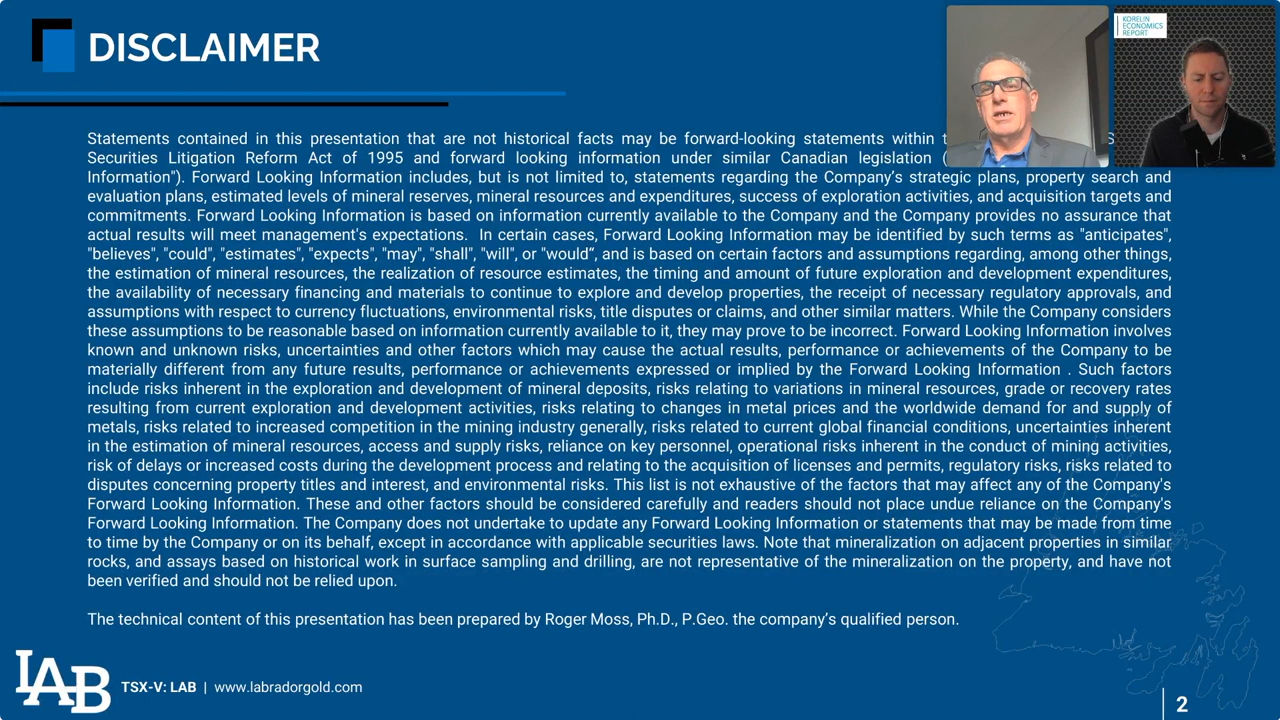 DISCLAIMER
KORELIN
ECONOMICS
REPORT
Statements contained in this presentation that are not historical facts may be forward-looking statements within
Securities Litigation Reform Act of 1995 and forward looking information under similar Canadian legislation (
Information"). Forward Looking Information includes, but is not limited to, statements regarding the Company's strategic plans, property search and
evaluation plans, estimated levels of mineral reserves, mineral resources and expenditures, success of exploration activities, and acquisition targets and
commitments. Forward Looking Information is based on information currently available to the Company and the Company provides no assurance that
actual results will meet management's expectations. In certain cases, Forward Looking Information may be identified by such terms as "anticipates",
"believes", "could", "estimates", "expects", "may", "shall", "will", or "would“, and is based on certain factors and assumptions regarding, among other things,
the estimation of mineral resources, the realization of resource estimates, the timing and amount of future exploration and development expenditures,
the availability of necessary financing and materials to continue to explore and develop properties, the receipt of necessary regulatory approvals, and
assumptions with respect to currency fluctuations, environmental risks, title disputes or claims, and other similar matters. While the Company considers
these assumptions to be reasonable based on information currently available to it, they may prove to be incorrect. Forward Looking Information involves
known and unknown risks, uncertainties and other factors which may cause the actual results, performance or achievements of the Company to be
materially different from any future results, performance or achievements expressed or implied by the Forward Looking Information . Such factors
include risks inherent in the exploration and development of mineral deposits, risks relating to variations in mineral resources, grade or recovery rates
resulting from current exploration and development activities, risks relating to changes in metal prices and the worldwide demand for and supply of
metals, risks related to increased competition in the mining industry generally, risks related to current global financial conditions, uncertainties inherent
in the estimation of mineral resources, access and supply risks, reliance on key personnel, operational risks inherent in the conduct of mining activities,
risk of delays or increased costs during the development process and relating to the acquisition of licenses and permits, regulatory risks, risks related to
disputes concerning property titles and interest, and environmental risks. This list is not exhaustive of the factors that may affect any of the Company's
Forward Looking Information. These and other factors should be considered carefully and readers should not place undue reliance on the Company's
Forward Looking Information. The Company does not undertake to update any Forward Looking Information or statements that may be made from time
to time by the Company or on its behalf, except in accordance with applicable securities laws. Note that mineralization on adjacent properties in similar
rocks, and assays based on historical work in surface sampling and drilling, are not representative of the mineralization on the property, and have not
been verified and should not be relied upon.
The technical content of this presentation has been prepared by Roger Moss, Ph.D., P.Geo. the company's qualified person.
LAB
TSX-V: LAB | www.labradorgold.com
2